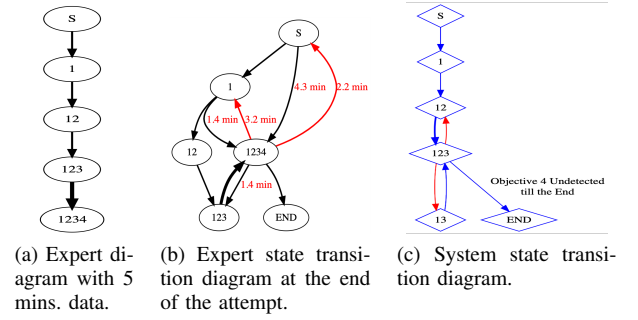 S
1
12
123
1234
S
1
4.3 min
2.2 min
1.4 min
3.2 min
12
1234
1.4 min
123
END
S
1
12
123
Objective 4 Undetected
till the End
13
END
(a) Expert di-
agram with 5
mins. data.
(b) Expert state transi-
tion diagram at the end
of the attempt.
(c) System state transi-
tion diagram.